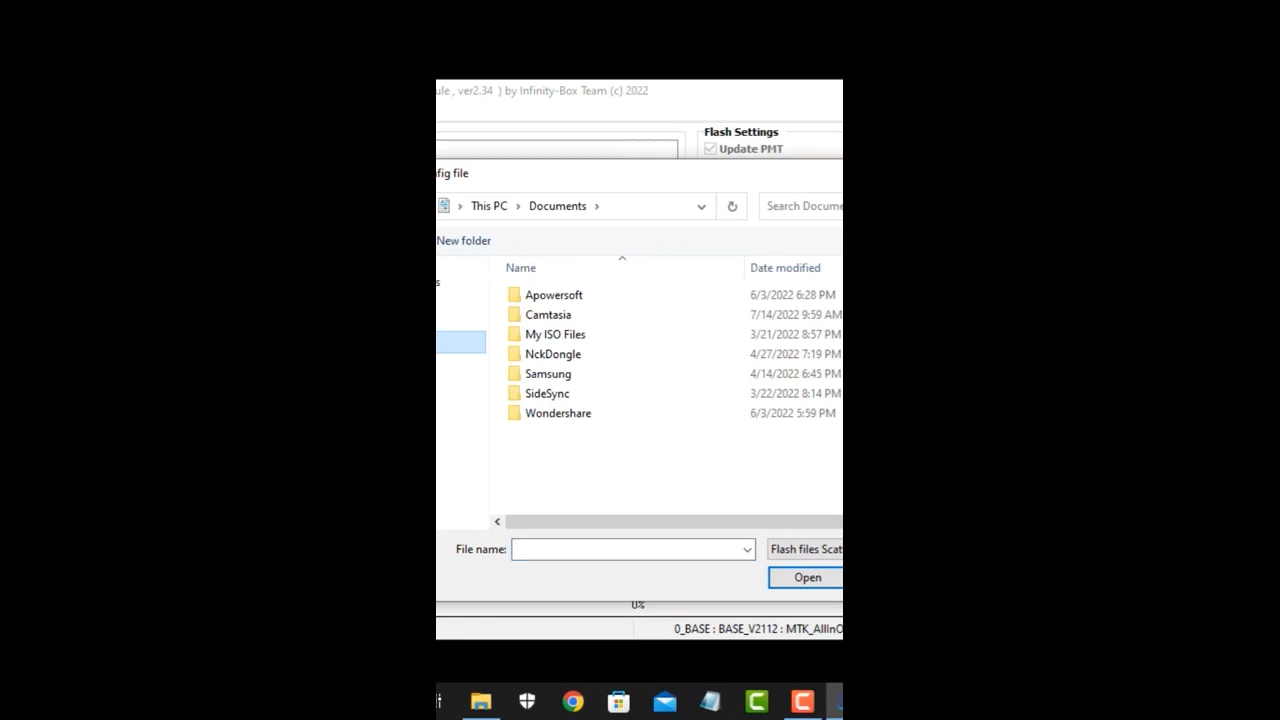 ule , ver2.34 ) by Infinity-Box Team (c) 2022
Flash Settings
Update PMT
nfig file
This PC > Documents >
Search Docume
New folder
Name Date modified
s
Apowersoft 6/3/2022 6:28 PM
Camtasia 7/14/2022 9:59 AM
My ISO Files 3/21/2022 8:57 PM
NckDongle 4/27/2022 7:19 PM
Samsung 4/14/2022 6:45 PM
SideSync 3/22/2022 8:14 PM
Wondershare 6/3/2022 5:59 PM
File name: Flash files Scat
Open
0%
0_BASE : BASE_V2112 : MTK_AllInO